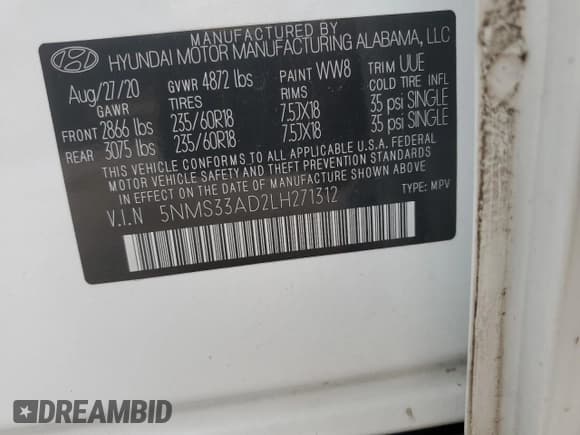 MANUFACTURED BY
HYUNDAI MOTOR MANUFACTURING ALABAMA, LLC
Aug/27/20 GVWR 4872 lbs PAINT WW8 TRIM UUE
GAWR TIRES RIMS COLD TIRE INFL
FRONT 2866 lbs 235/60R18 7.5JX18 35 psi SINGLE
REAR 3075 lbs 235/60R18 7.5JX18 35 psi SINGLE
THIS VEHICLE CONFORMS TO ALL APPLICABLE U.S.A. FEDERAL
MOTOR VEHICLE SAFETY AND THEFT PREVENTION STANDARDS
IN EFFECT ON THE DATE OF MANUFACTURE SHOWN ABOVE
V.I.N 5NMS33AD2LH271312 TYPE: MPV
DREAMBID